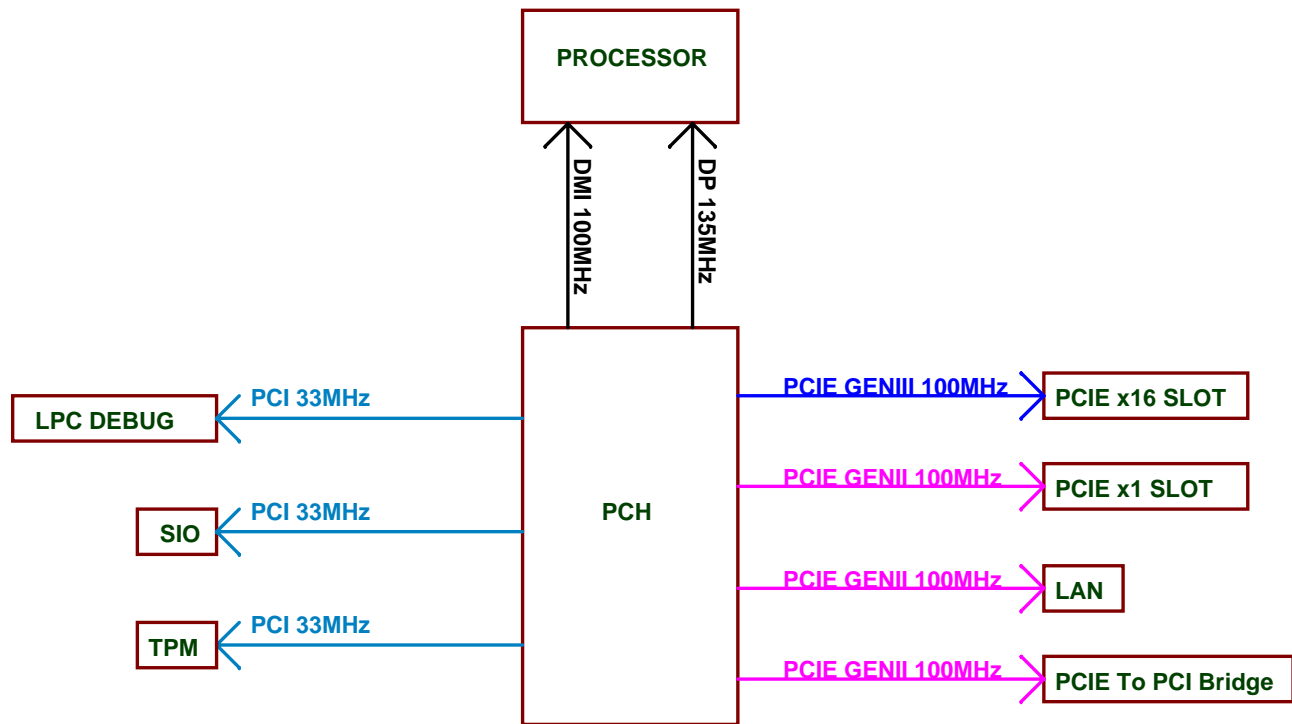 PROCESSOR
DMI 100MHz
DP 135MHz
PCI 33MHz
LPC DEBUG
PCI 33MHz
SIO
PCI 33MHz
TPM
PCH
PCIE GENIII 100MHz
PCIE x16 SLOT
PCIE GENII 100MHz
PCIE x1 SLOT
PCIE GENII 100MHz
LAN
PCIE GENII 100MHz
PCIE To PCI Bridge